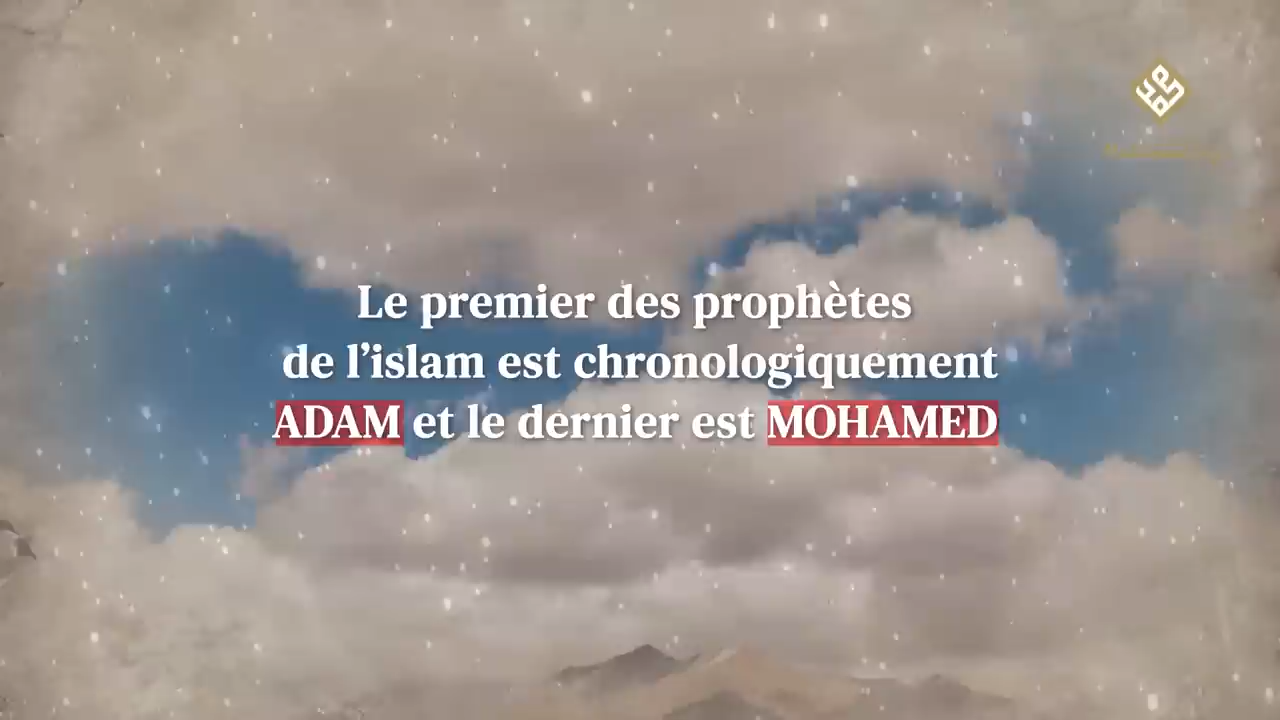 Le premier des prophètes
de l’islam est chronologiquement
ADAM et le dernier est MOHAMED